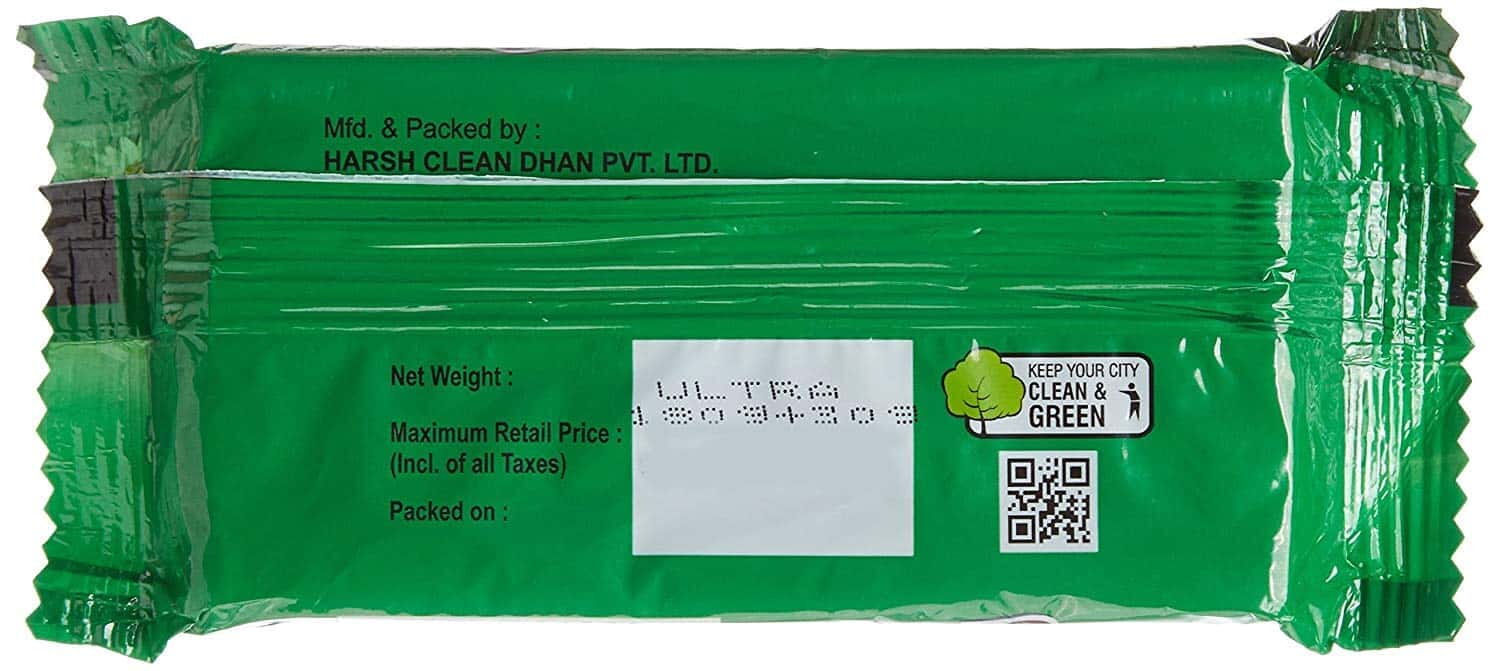 Mfd. & Packed by :
HARSH CLEAN DHAN PVT. LTD.
Net Weight :
ULTRA
Maximum Retail Price :
(Incl. of all Taxes)
Packed on :
KEEP YOUR CITY
CLEAN &
GREEN